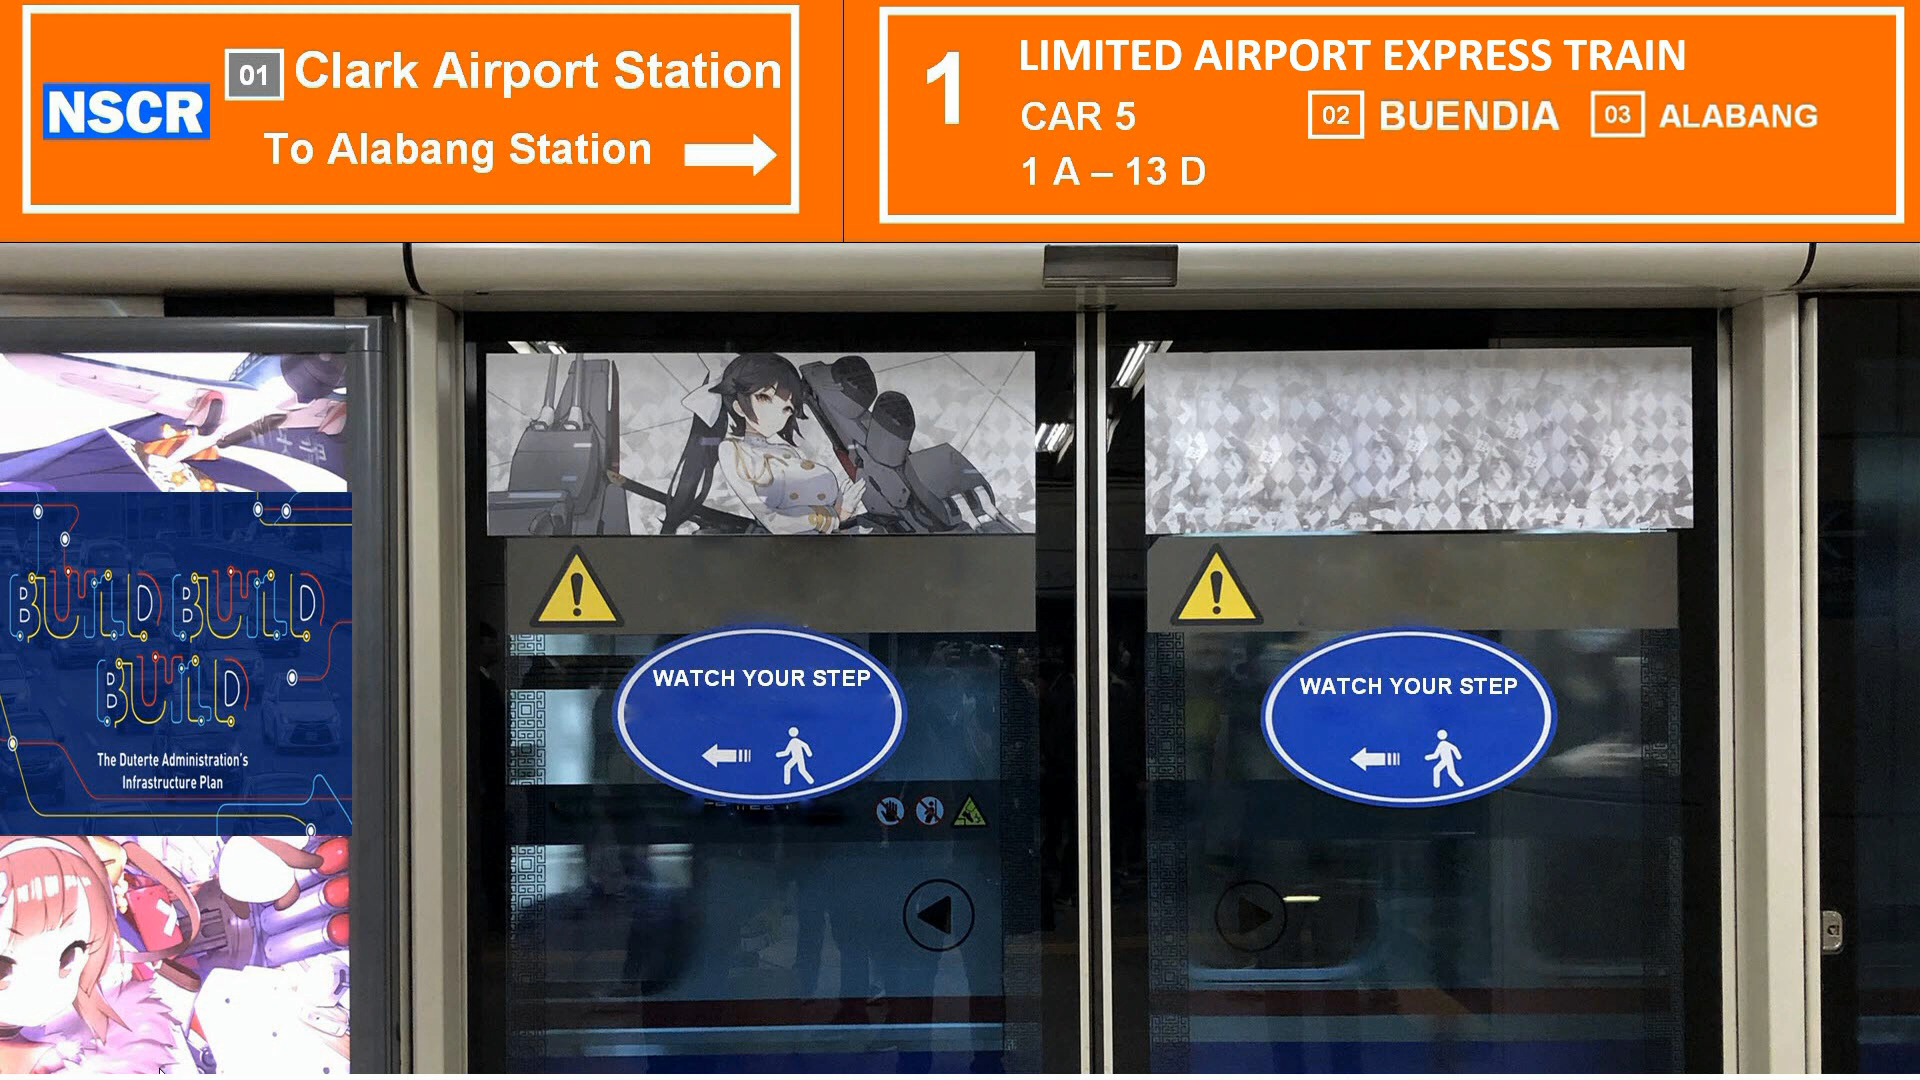 NSCR
01 Clark Airport Station
To Alabang Station
1
LIMITED AIRPORT EXPRESS TRAIN
CAR 5
02 BUENDIA 03 ALABANG
1 A – 13 D
BUILD BUILD
BUILD
The Duterte Administration's
Infrastructure Plan
WATCH YOUR STEP
WATCH YOUR STEP